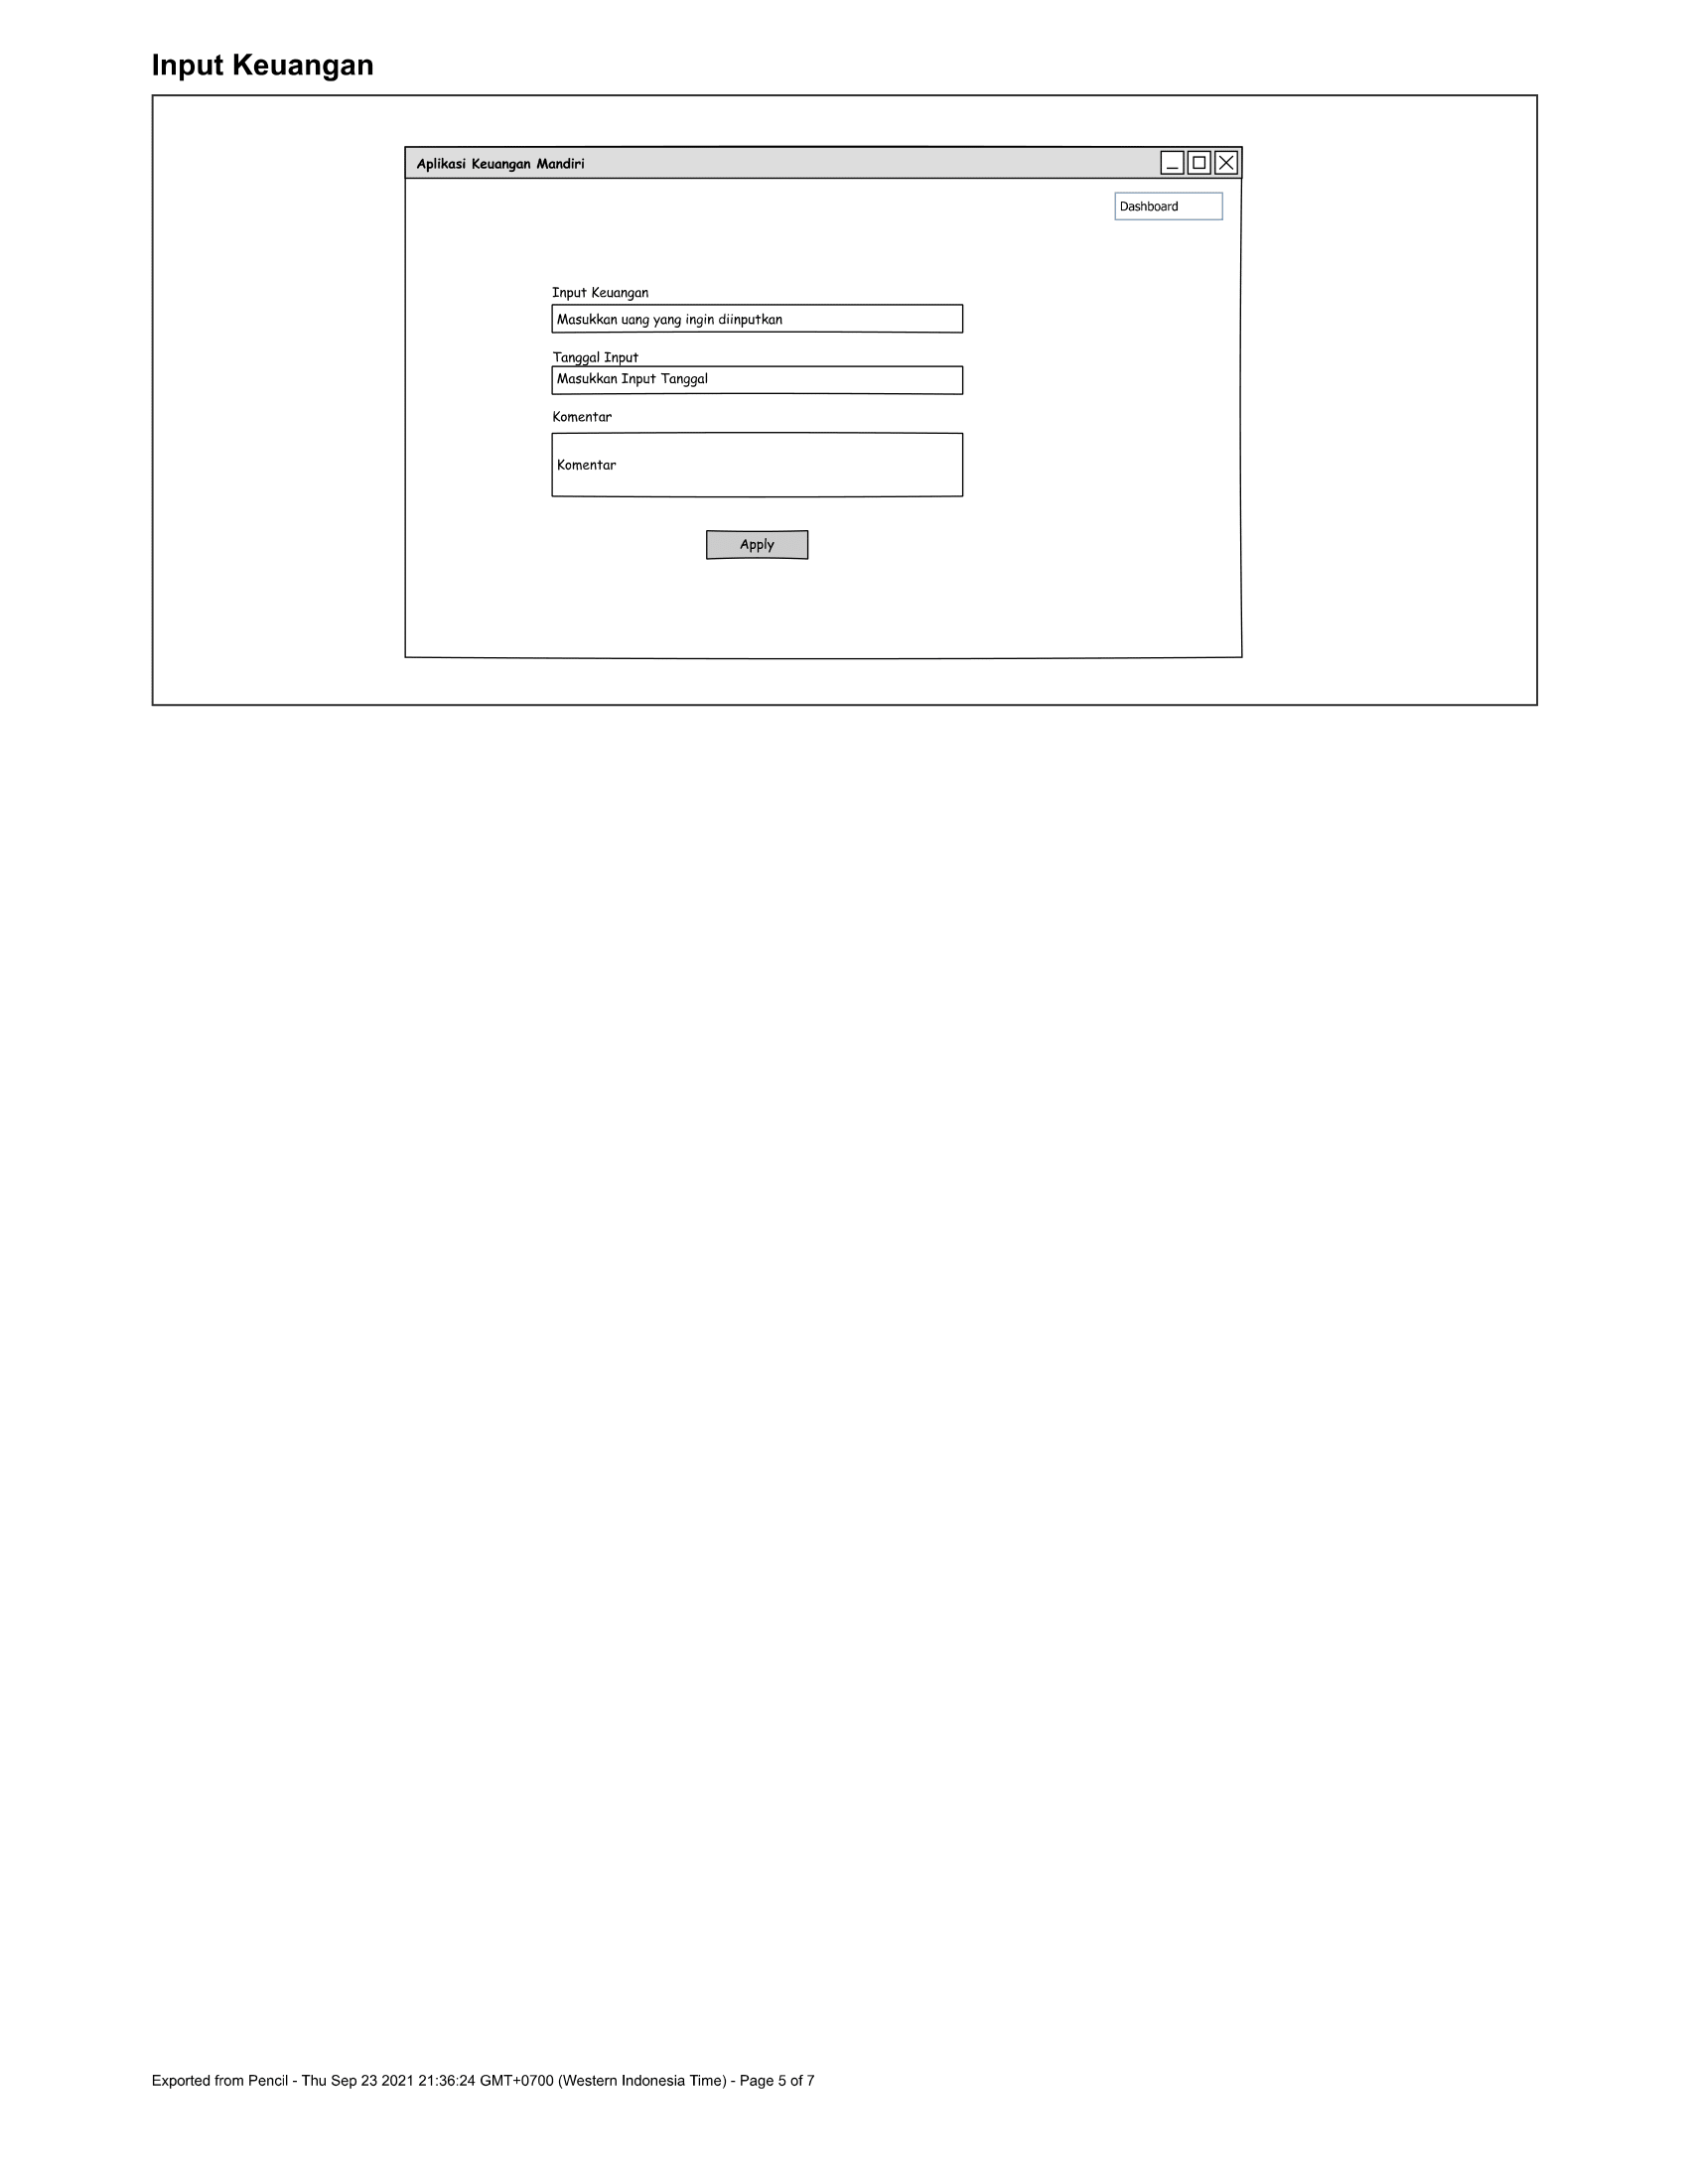 Input Keuangan
Aplikasi Keuangan Mandiri
Dashboard
Input Keuangan
Masukkan uang yang ingin diinputkan
Tanggal Input
Masukkan Input Tanggal
Komentar
Komentar
Apply
Exported from Pencil - Thu Sep 23 2021 21:36:24 GMT+0700 (Western Indonesia Time) - Page 5 of 7